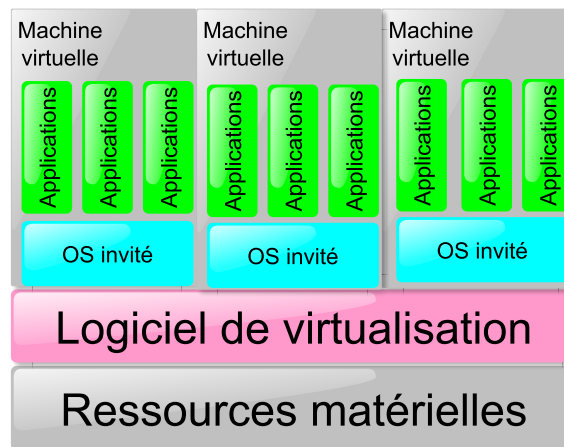 Machine
virtuelle
Applications
Applications
Applications
OS invité
Machine
virtuelle
Applications
Applications
Applications
OS invité
Machine
virtuelle
Applications
Applications
Applications
OS invité
Logiciel de virtualisation
Ressources matérielles